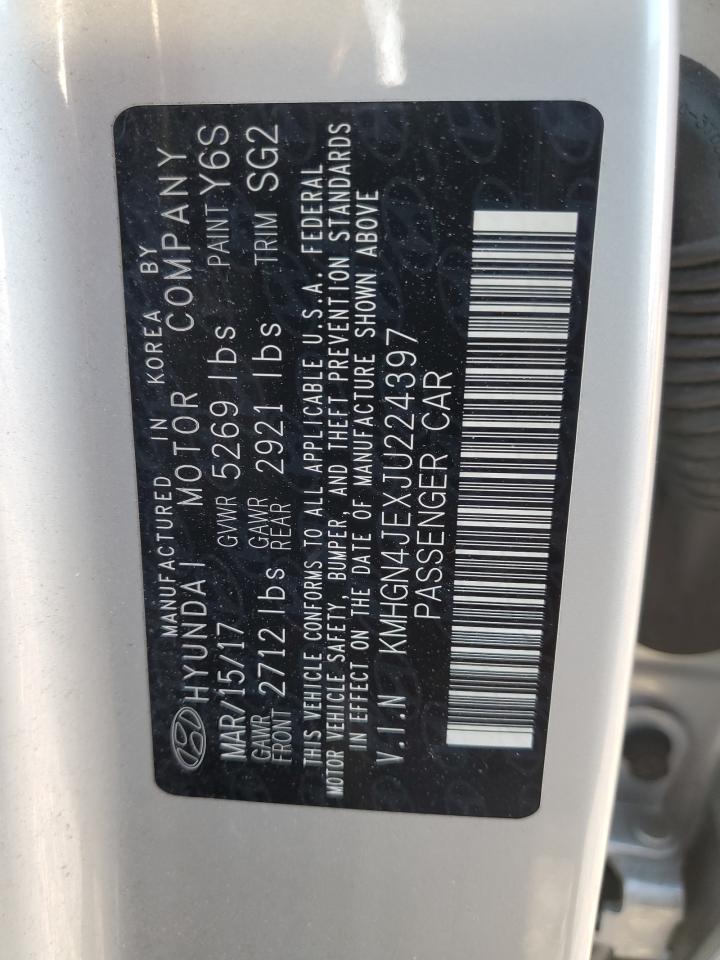 MANUFACTURED IN KOREA BY
HYUNDAI MOTOR COMPANY
MAR/15/17 GVWR 5269 lbs PAINT Y6S
GAWR FRONT 2712 lbs GAWR REAR 2921 lbs TRIM SG2
THIS VEHICLE CONFORMS TO ALL APPLICABLE U.S.A. FEDERAL
MOTOR VEHICLE SAFETY, BUMPER, AND THEFT PREVENTION STANDARDS
IN EFFECT ON THE DATE OF MANUFACTURE SHOWN ABOVE
V.I.N KMHGN4JEXJU224397
PASSENGER CAR